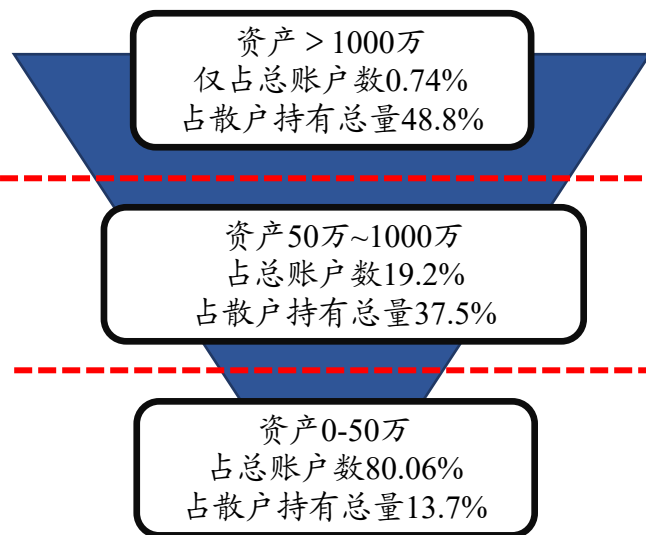 资产 > 1000万
仅占总账户数0.74%
占散户持有总量48.8%
资产50万~1000万
占总账户数19.2%
占散户持有总量37.5%
资产0-50万
占总账户数80.06%
占散户持有总量13.7%